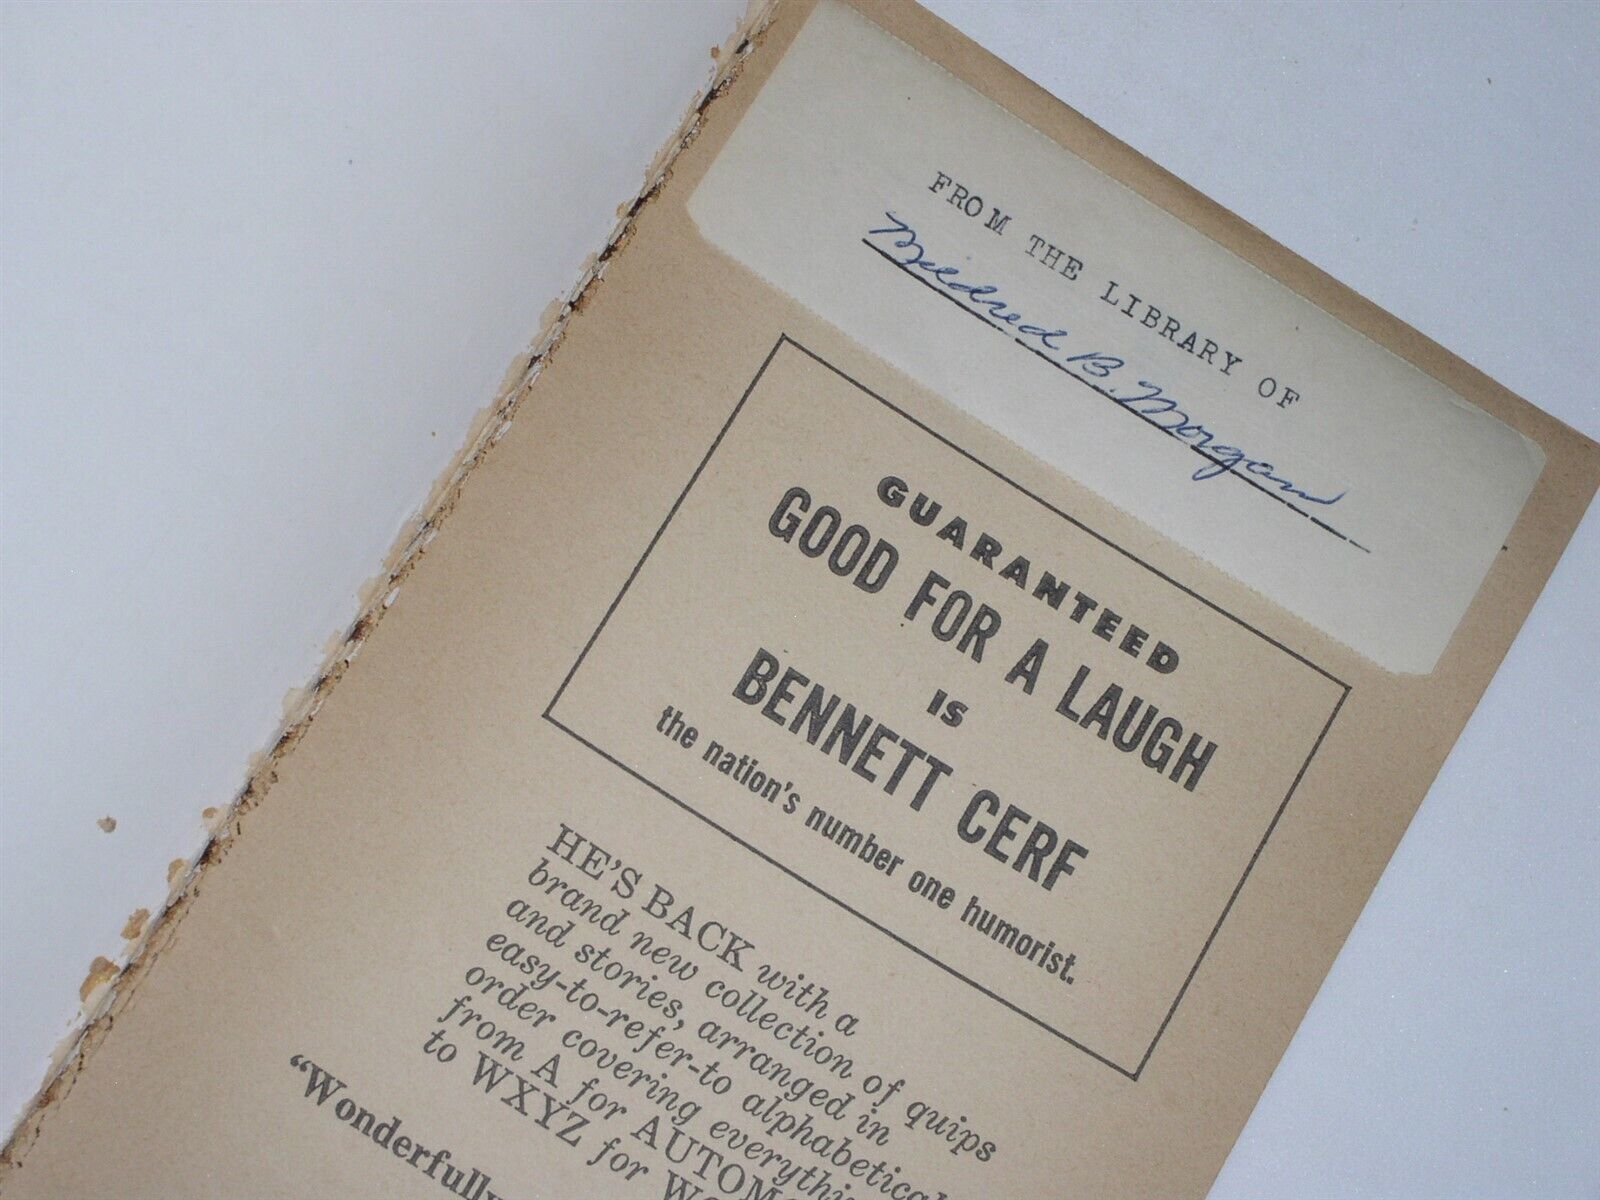 FROM THE LIBRARY OF
Mildred B. Morgan
GUARANTEED
GOOD FOR A LAUGH
IS
BENNETT CERF
the nation's number one humorist.
HE'S BACK with a
brand new collection of quips
and stories, arranged in
easy-to-refer-to alphabetical
order covering everything
from A for
to WXYZ for
"Wonderfully